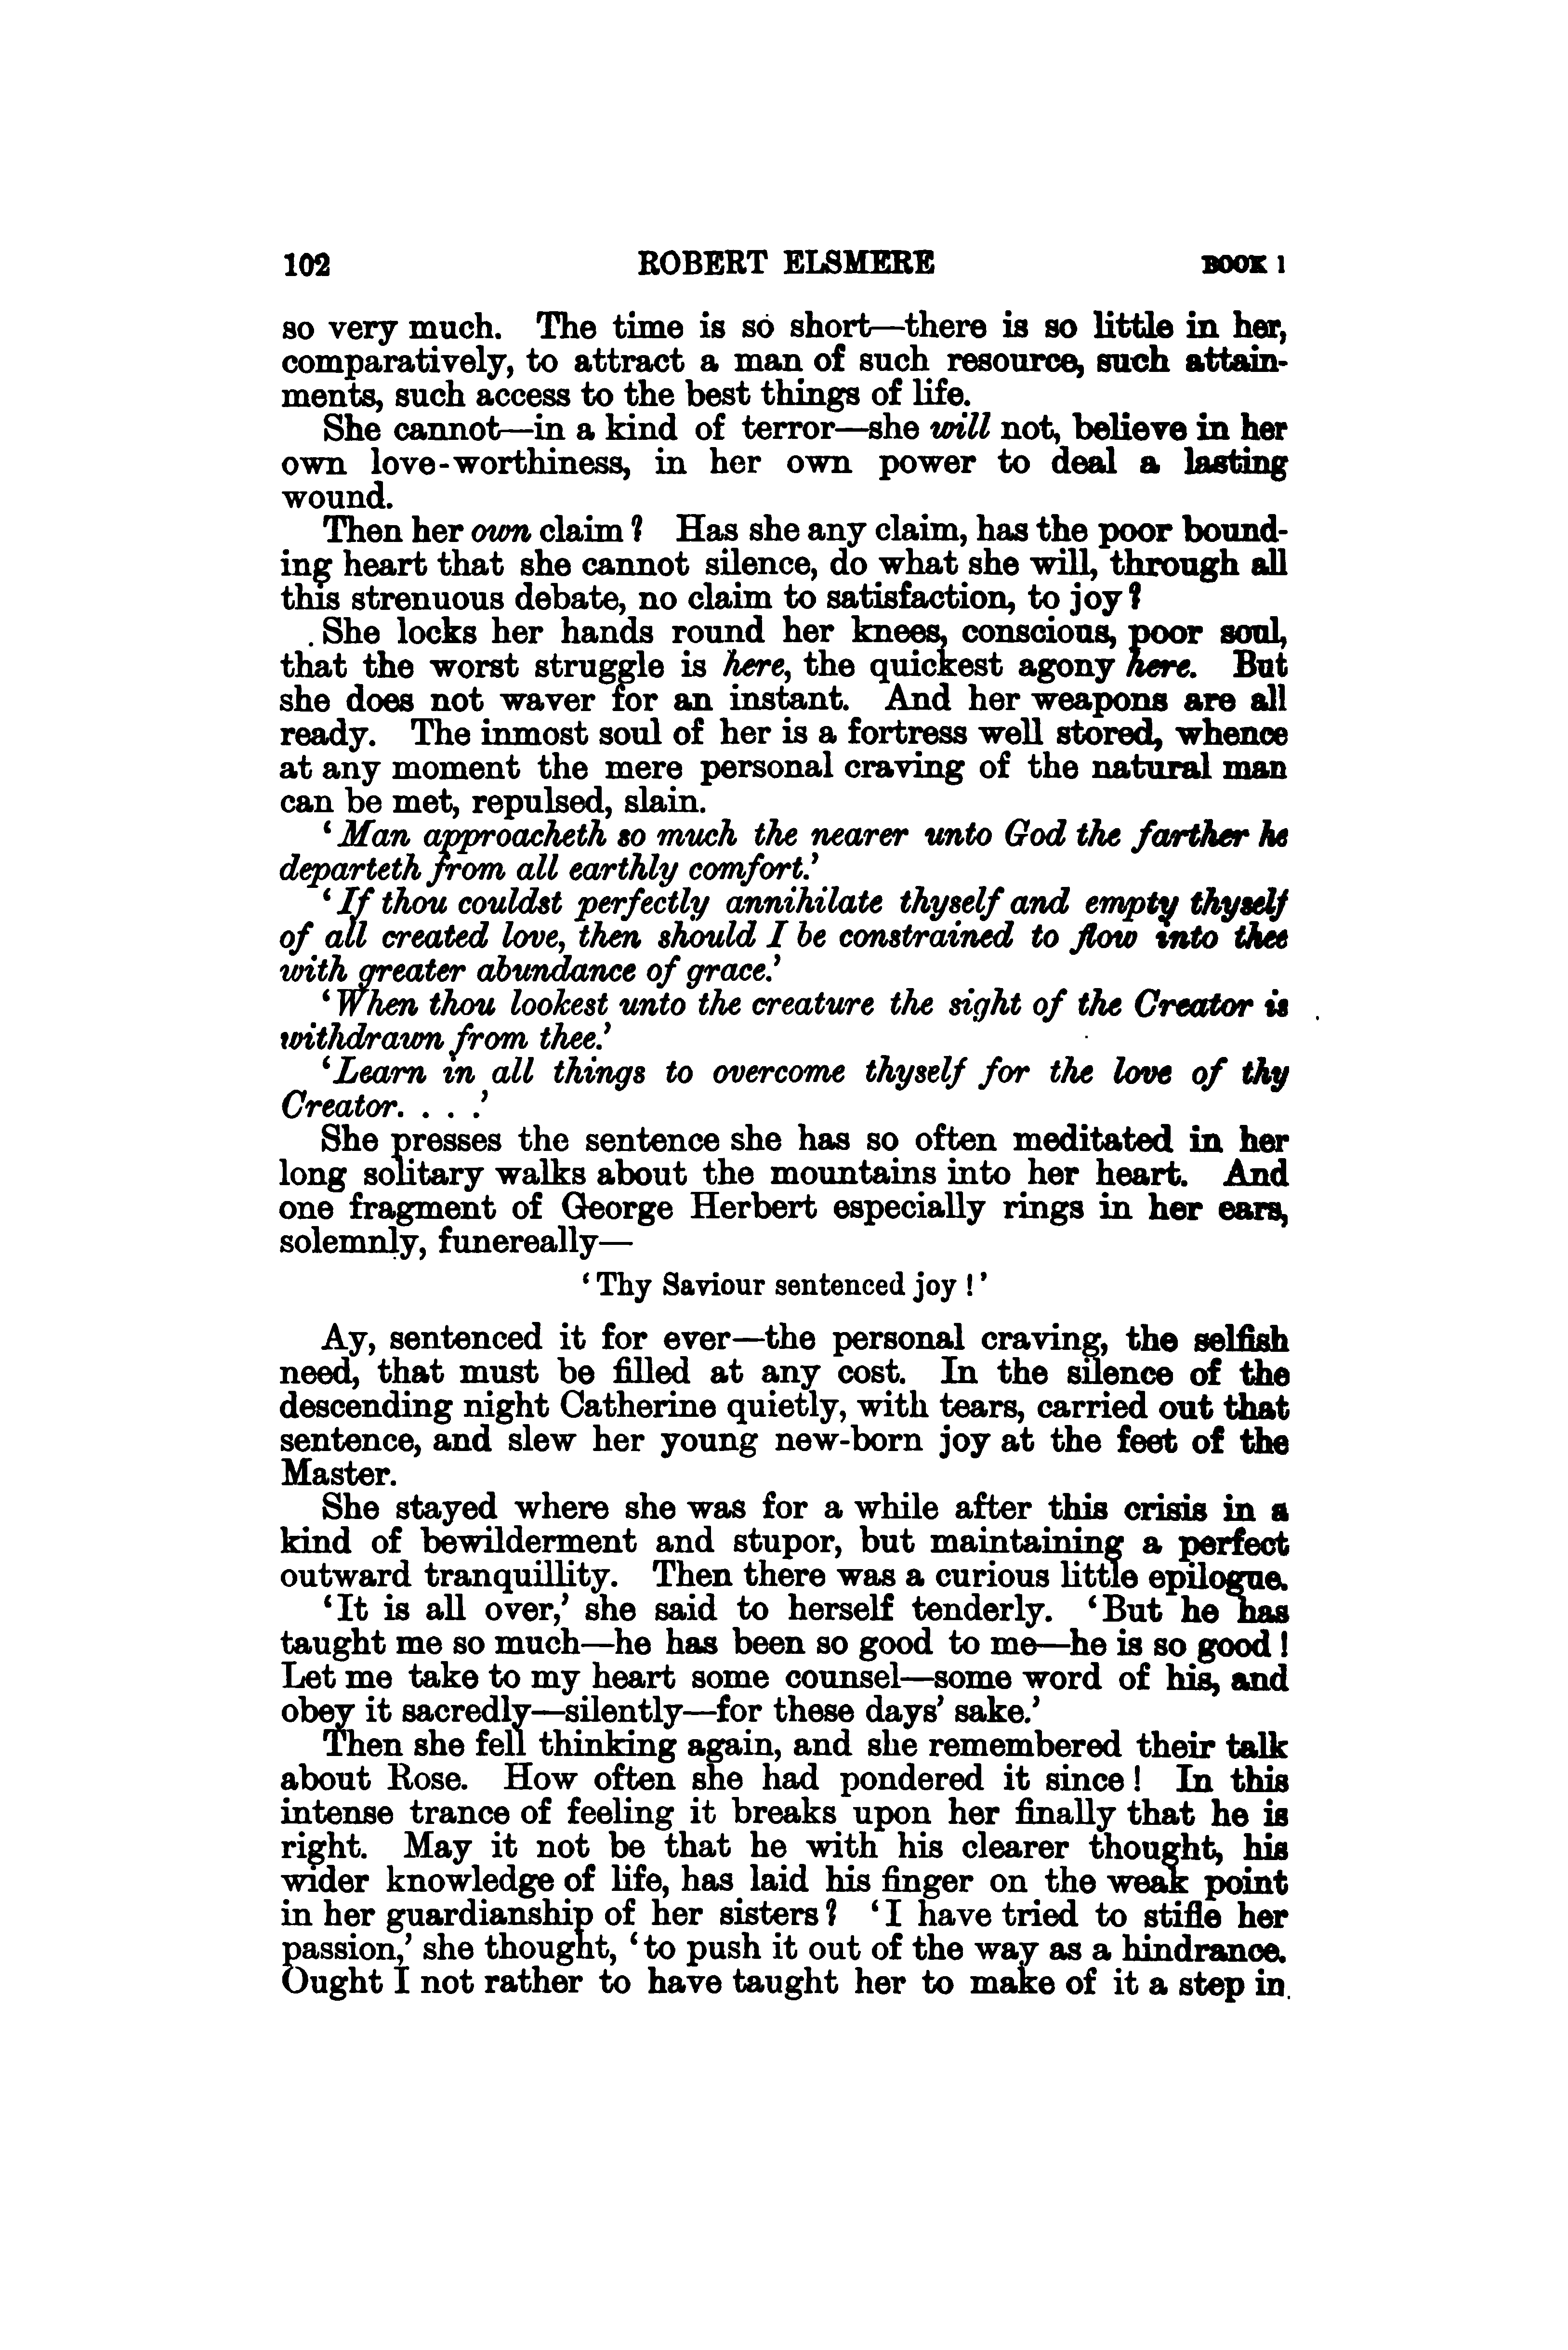 102 ROBERT ELSMERE BOOK I
so very much. The time is so short—there is so little in her,
comparatively, to attract a man of such resource, such attain-
ments, such access to the best things of life.
She cannot—in a kind of terror—she will not, believe in her
own love-worthiness, in her own power to deal a lasting
wound.
Then her own claim? Has she any claim, has the poor bound-
ing heart that she cannot silence, do what she will, through all
this strenuous debate, no claim to satisfaction, to joy?
She locks her hands round her knees, conscious, poor soul,
that the worst struggle is here, the quickest agony here. But
she does not waver for an instant. And her weapons are all
ready. The inmost soul of her is a fortress well stored, whence
at any moment the mere personal craving of the natural man
can be met, repulsed, slain.
‘Man approacheth so much the nearer unto God the farther he
departeth from all earthly comfort.’
‘If thou couldst perfectly annihilate thyself and empty thyself
of all created love, then should I be constrained to flow into thee
with greater abundance of grace.’
‘When thou lookest unto the creature the sight of the Creator is
withdrawn from thee.’
‘Learn in all things to overcome thyself for the love of thy
Creator. . . .’
She presses the sentence she has so often meditated in her
long solitary walks about the mountains into her heart. And
one fragment of George Herbert especially rings in her ears,
solemnly, funereally—
‘Thy Saviour sentenced joy!’
Ay, sentenced it for ever—the personal craving, the selfish
need, that must be filled at any cost. In the silence of the
descending night Catherine quietly, with tears, carried out that
sentence, and slew her young new-born joy at the feet of the
Master.
She stayed where she was for a while after this crisis in a
kind of bewilderment and stupor, but maintaining a perfect
outward tranquillity. Then there was a curious little epilogue.
‘It is all over,’ she said to herself tenderly. ‘But he has
taught me so much—he has been so good to me—he is so good!
Let me take to my heart some counsel—some word of his, and
obey it sacredly—silently—for these days’ sake.’
Then she fell thinking again, and she remembered their talk
about Rose. How often she had pondered it since! In this
intense trance of feeling it breaks upon her finally that he is
right. May it not be that he with his clearer thought, his
wider knowledge of life, has laid his finger on the weak point
in her guardianship of her sisters? ‘I have tried to stifle her
passion,’ she thought, ‘to push it out of the way as a hindrance.
Ought I not rather to have taught her to make of it a step in